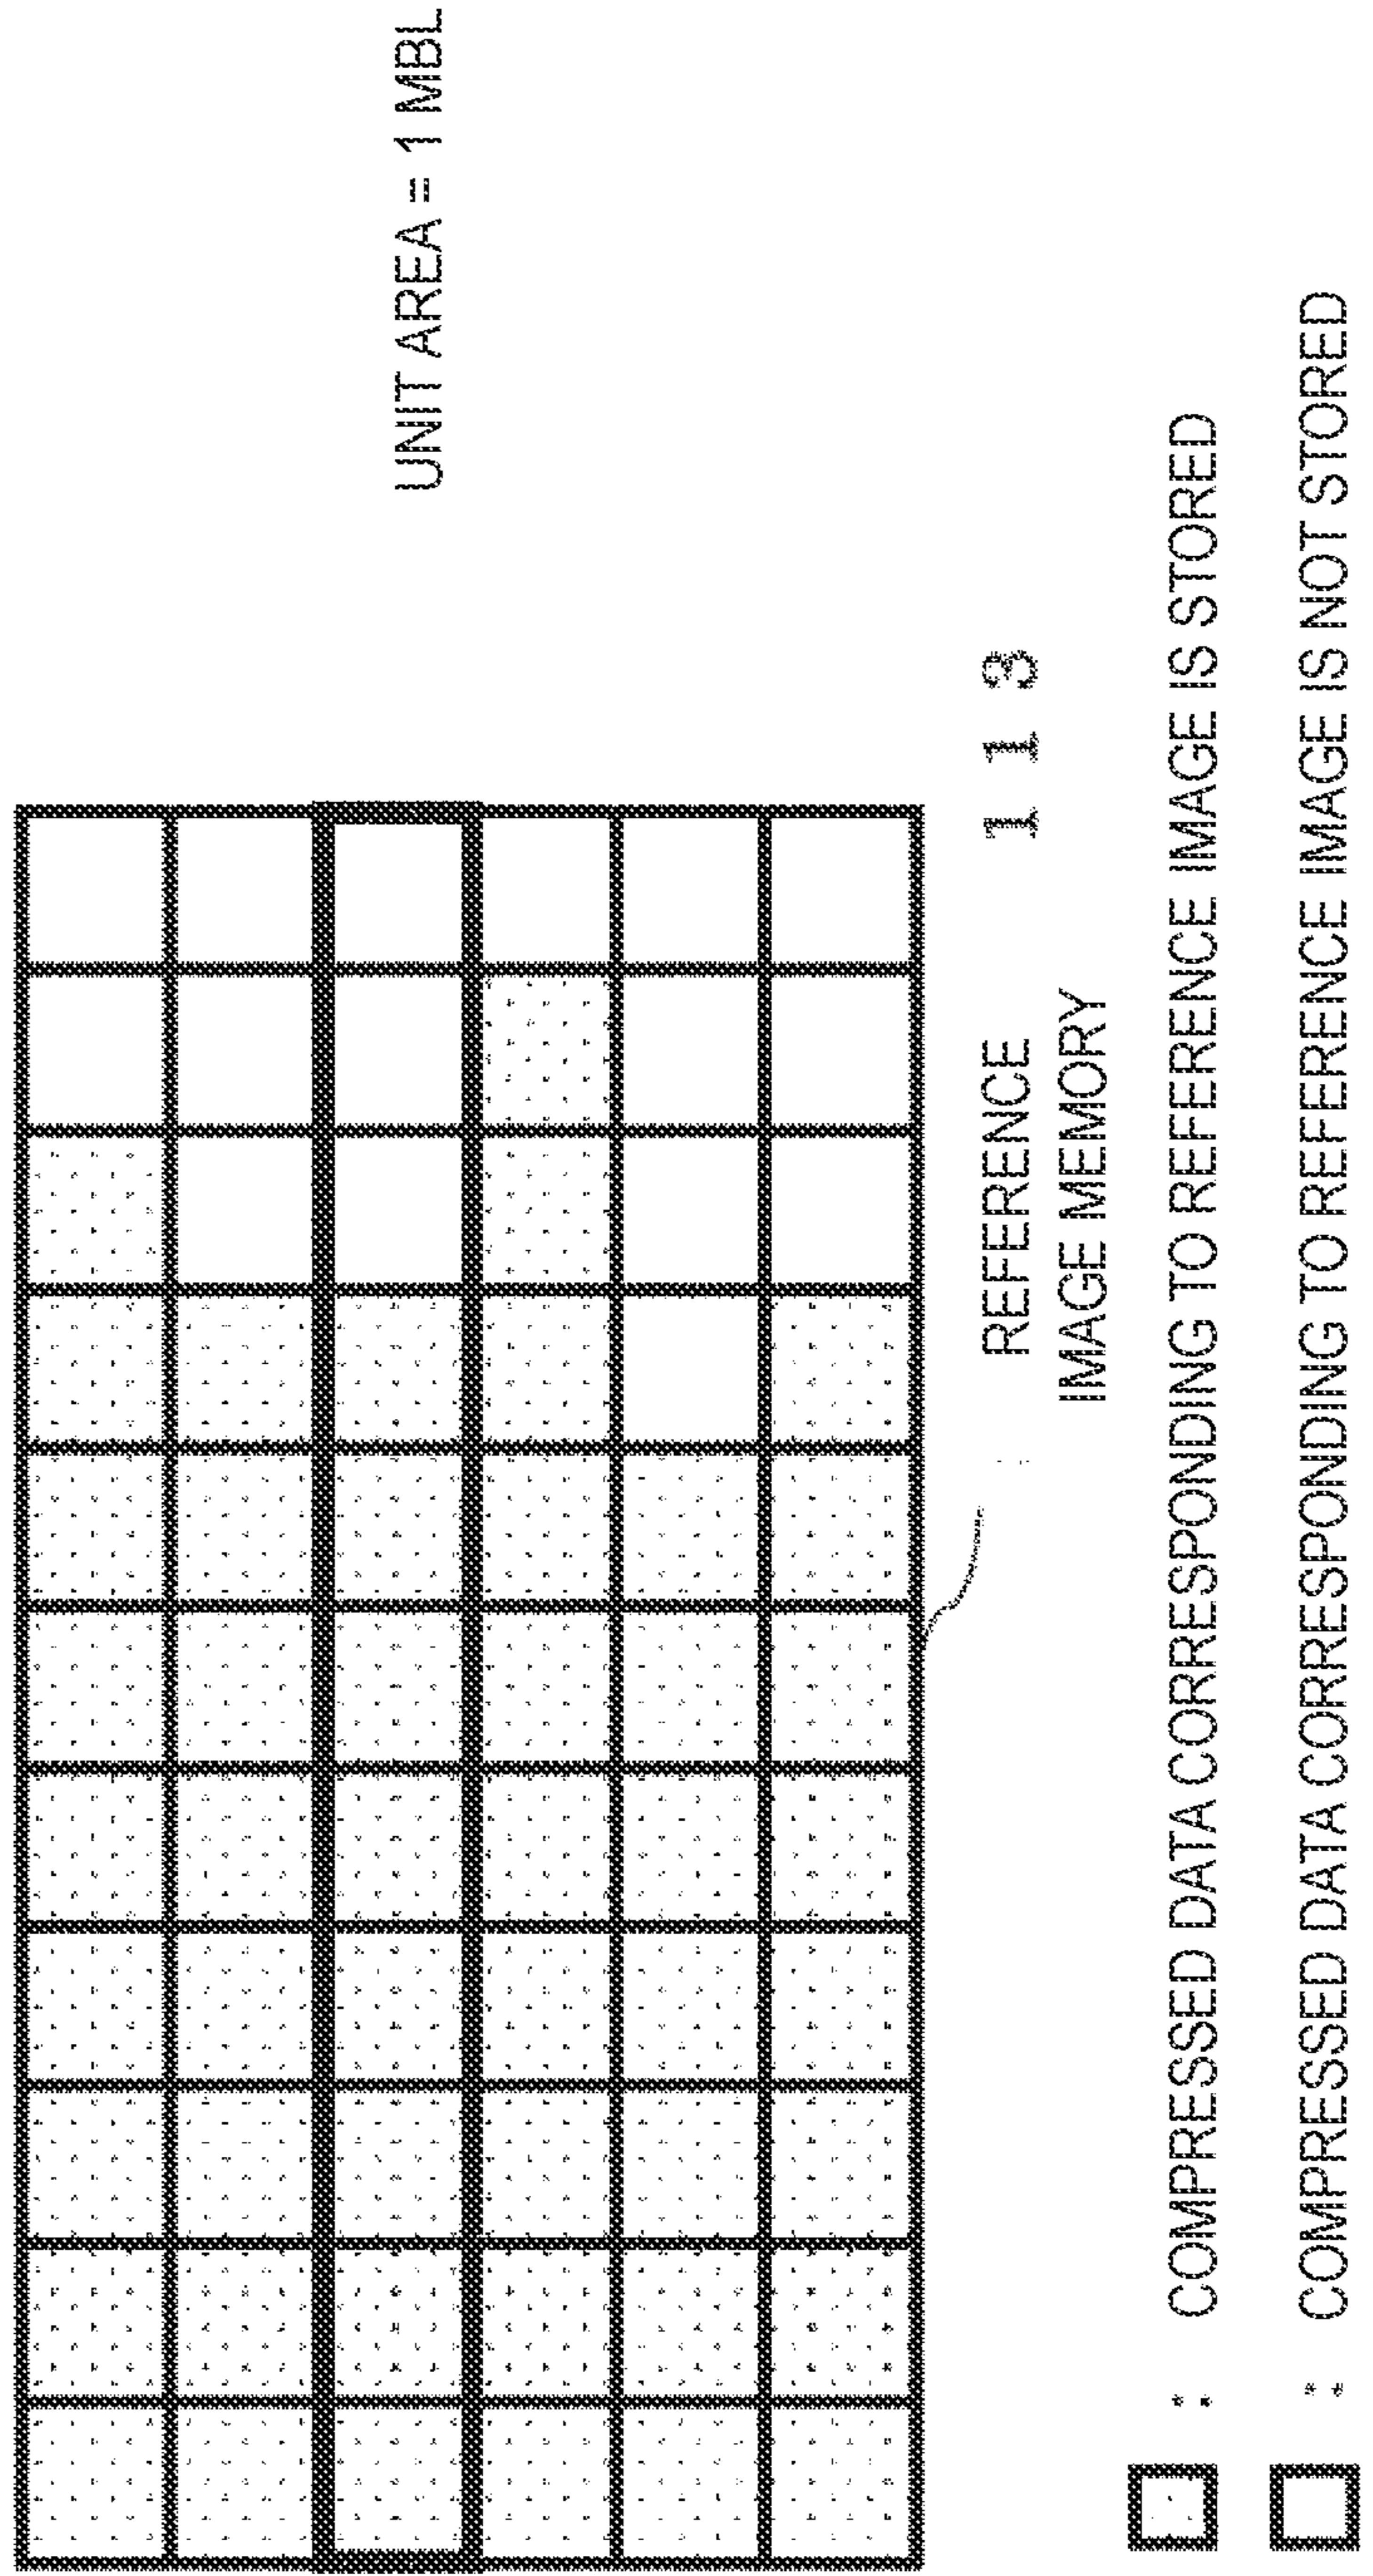 UNIT AREA = 1 MBL
REFERENCE 113
IMAGE MEMORY
: COMPRESSED DATA CORRESPONDING TO REFERENCE IMAGE IS STORED
: COMPRESSED DATA CORRESPONDING TO REFERENCE IMAGE IS NOT STORED